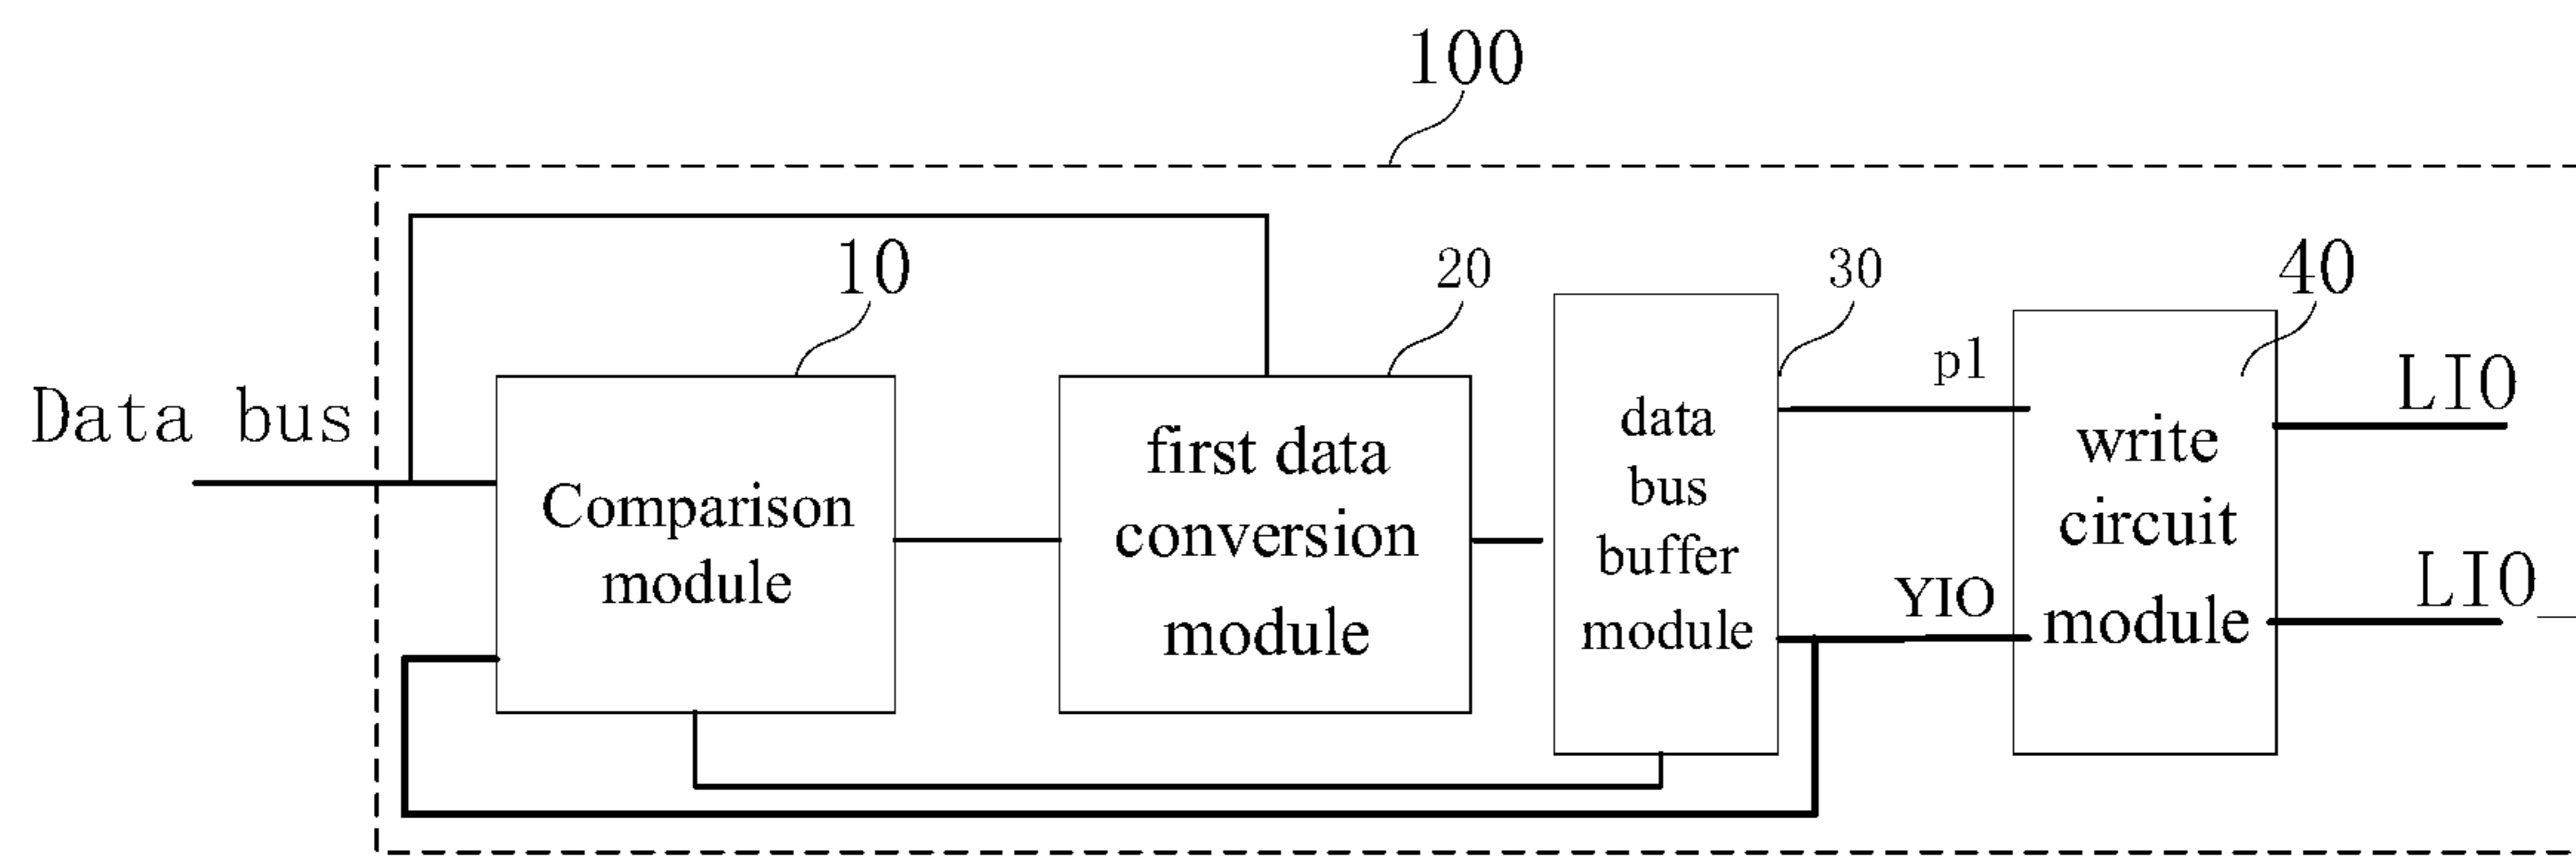 100
10
20
30
40
Data bus
Comparison
module
first data
conversion
module
data
bus
buffer
module
p1
YIO
write
circuit
module
LIO
LIO_